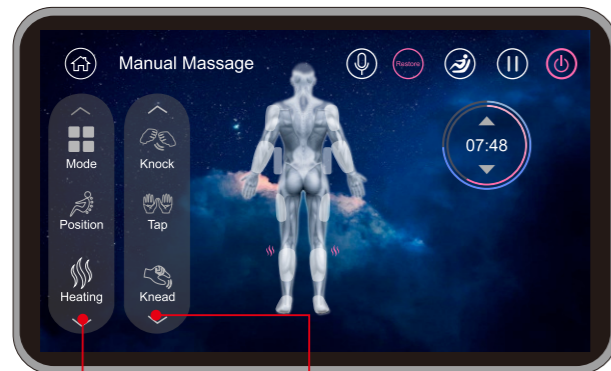 Manual Massage
Restore
07:48
Mode
Knock
Position
Tap
Heating
Knead